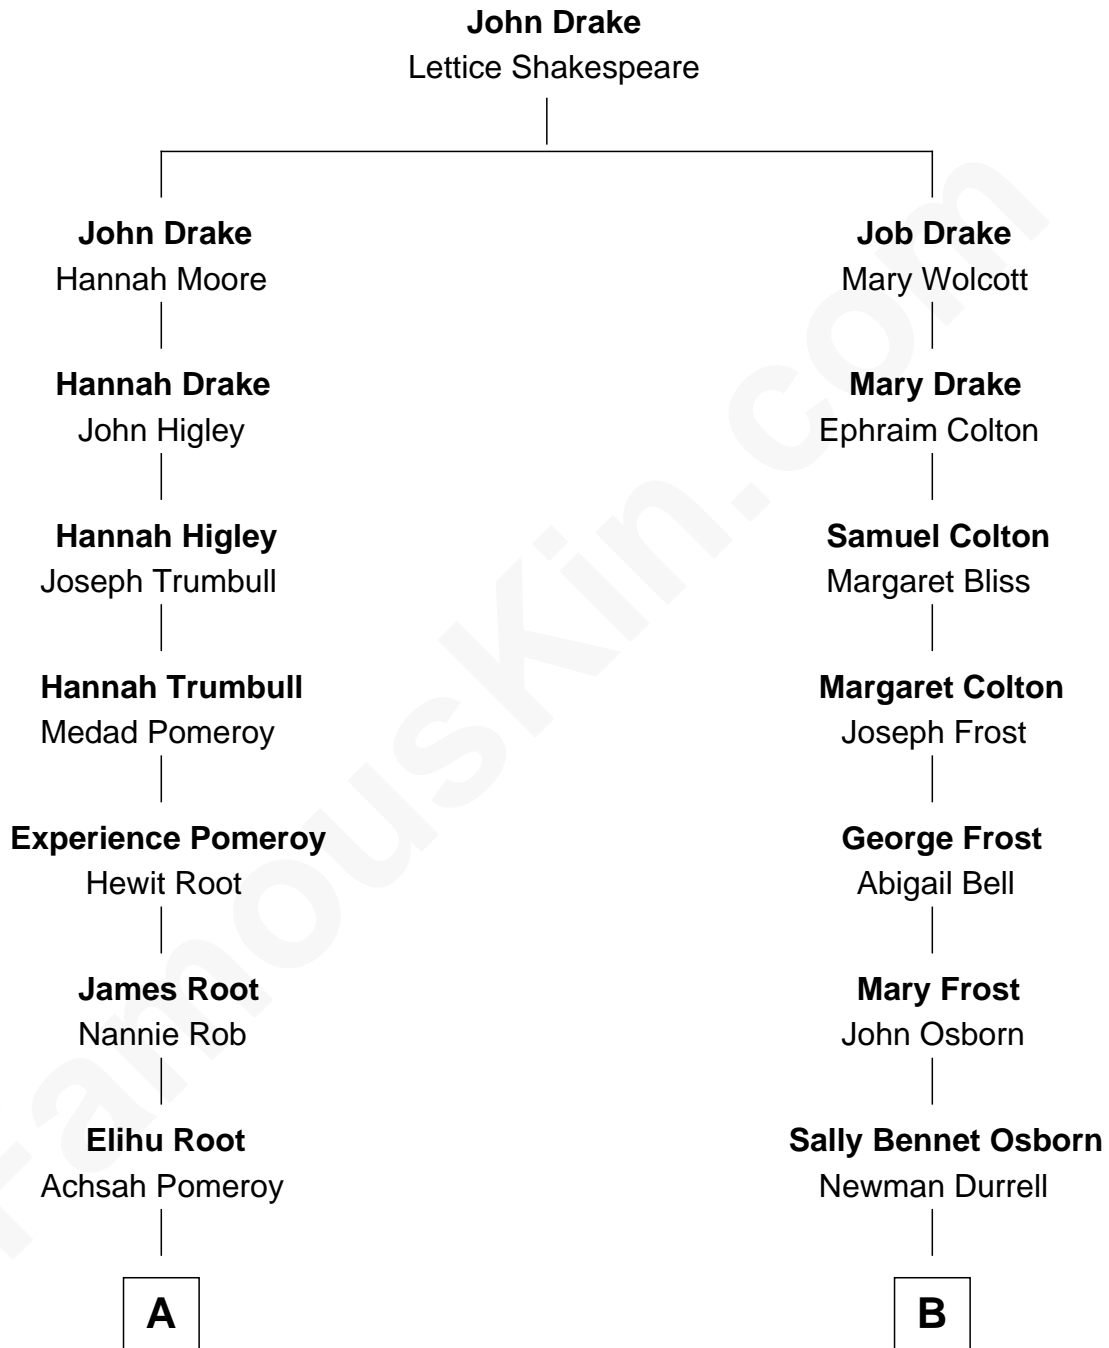 John Drake
Lettice Shakespeare
John Drake
Hannah Moore
Job Drake
Mary Wolcott
Hannah Drake
John Higley
Mary Drake
Ephraim Colton
Hannah Higley
Joseph Trumbull
Samuel Colton
Margaret Bliss
Hannah Trumbull
Medad Pomeroy
Margaret Colton
Joseph Frost
Experience Pomeroy
Hewit Root
George Frost
Abigail Bell
James Root
Nannie Rob
Mary Frost
John Osborn
Elihu Root
Achsah Pomeroy
Sally Bennet Osborn
Newman Durrell
A
B
FamousKin.com